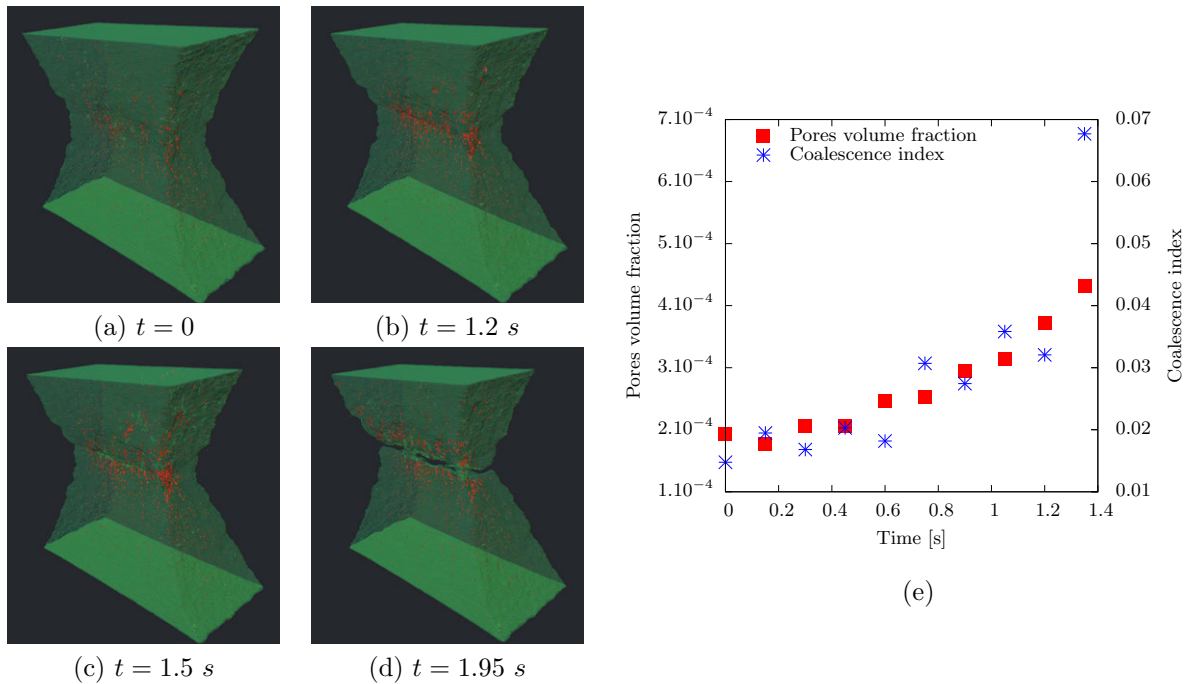 (a) t = 0
(b) t = 1.2 s
(c) t = 1.5 s
(d) t = 1.95 s
Pores volume fraction
Coalescence index
7.10⁻⁴
6.10⁻⁴
5.10⁻⁴
4.10⁻⁴
3.10⁻⁴
2.10⁻⁴
1.10⁻⁴
Pores volume fraction
0.07
0.06
0.05
0.04
0.03
0.02
0.01
Coalescence index
0 0.2 0.4 0.6 0.8 1 1.2 1.4
Time [s]
(e)